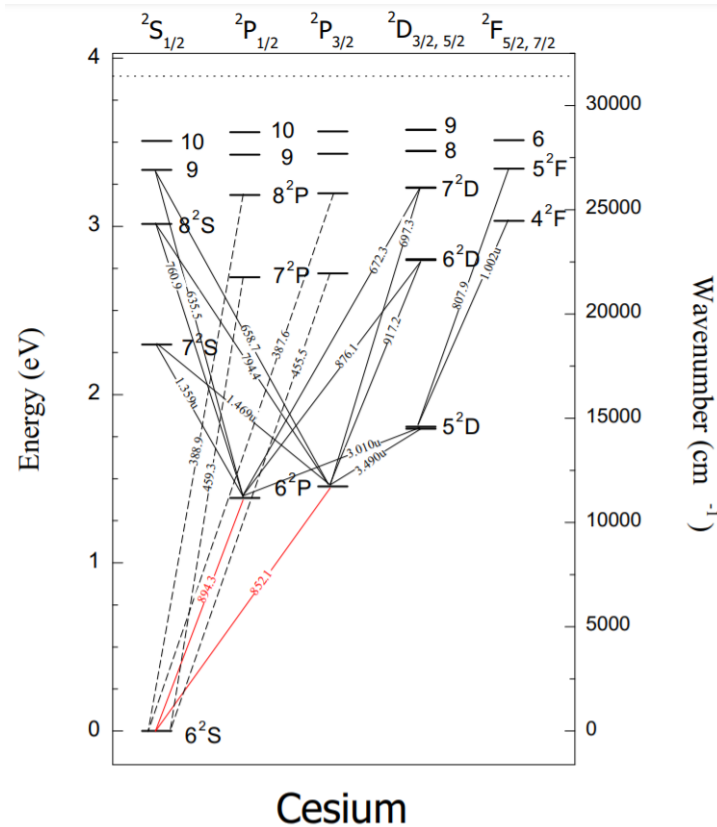 ²S₁/₂ ²P₁/₂ ²P₃/₂ ²D₃/₂, ₅/₂ ²F₅/₂, ₇/₂
4
3
2
1
0
Energy (eV)
30000
25000
20000
15000
10000
5000
0
Wavenumber (cm⁻¹)
10
9
8²S
7²S
6²S
10
9
8²P
7²P
6²P
9
8
7²D
6²D
5²D
6
5²F
4²F
760.9
635.5
658.7
794.4
387.6
455.5
672.3
697.3
876.1
917.2
807.9
1.002u
1.359u
1.469u
3.010u
3.490u
388.9
459.3
894.3
852.1
Cesium